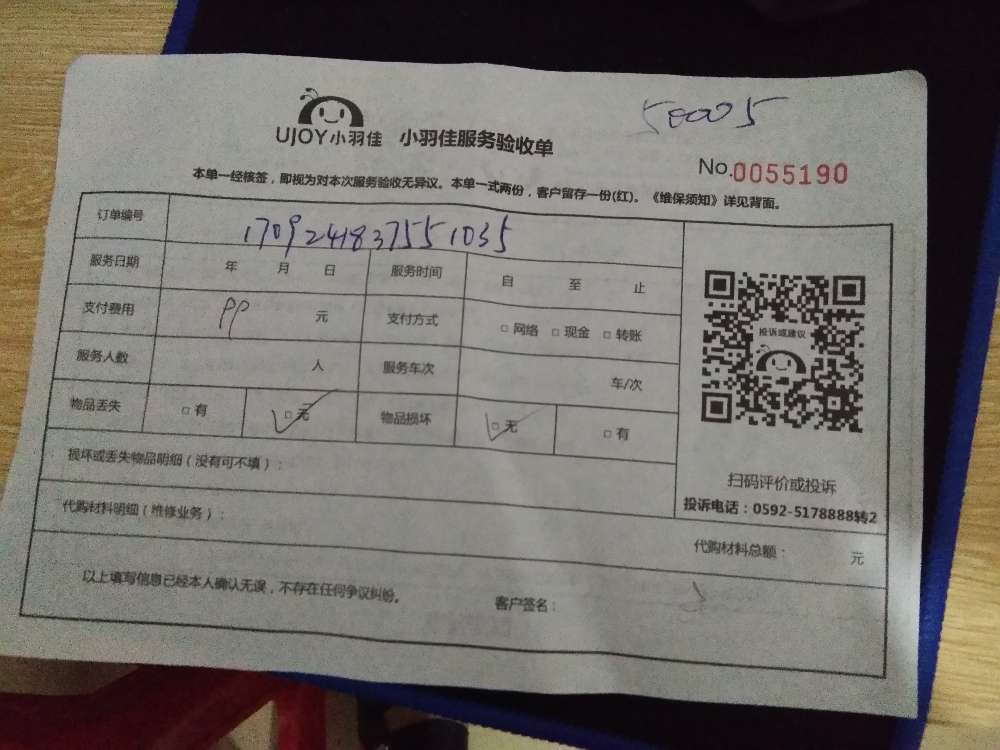 50005
UJOY小羽佳 小羽佳服务验收单
No.0055190
本单一经核签，即视为对本次服务验收无异议。本单一式两份，客户留存一份(红)。《维保须知》详见背面。
订单编号 1709241837551035
服务日期 年 月 日 服务时间 自 至 止
支付费用 PP 元 支付方式 □网络 □现金 □转账
服务人数 人 服务车次 车/次
物品丢失 □有 □无 物品损坏 □无 □有
投诉或建议
扫码评价或投诉
投诉电话：0592-5178888转2
损坏或丢失物品明细（没有可不填）：
代购材料明细（维修业务）：
代购材料总额： 元
以上填写信息已经本人确认无误，不存在任何争议纠纷。
客户签名：